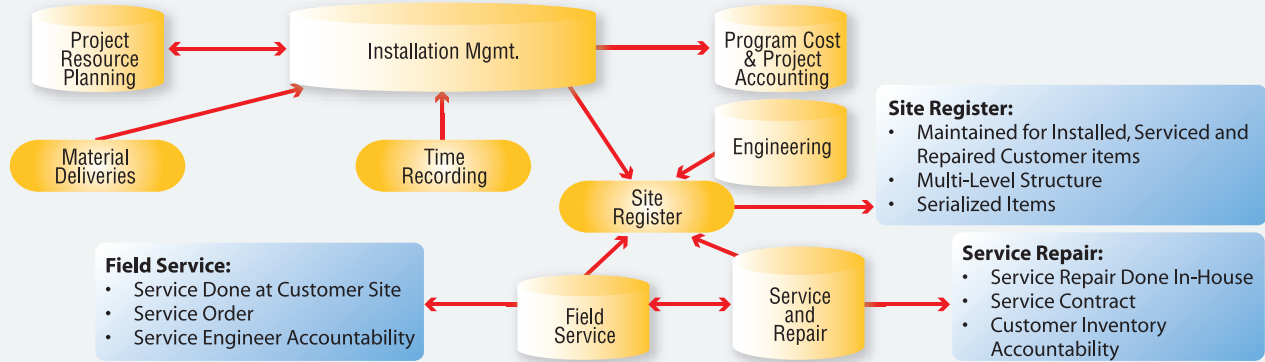 Project
Resource
Planning
Installation Mgmt.
Program Cost
& Project
Accounting
Material
Deliveries
Time
Recording
Engineering
Site
Register
Site Register:
• Maintained for Installed, Serviced and
Repaired Customer items
• Multi-Level Structure
• Serialized Items
Field Service:
• Service Done at Customer Site
• Service Order
• Service Engineer Accountability
Field
Service
Service
and
Repair
Service Repair:
• Service Repair Done In-House
• Service Contract
• Customer Inventory
Accountability